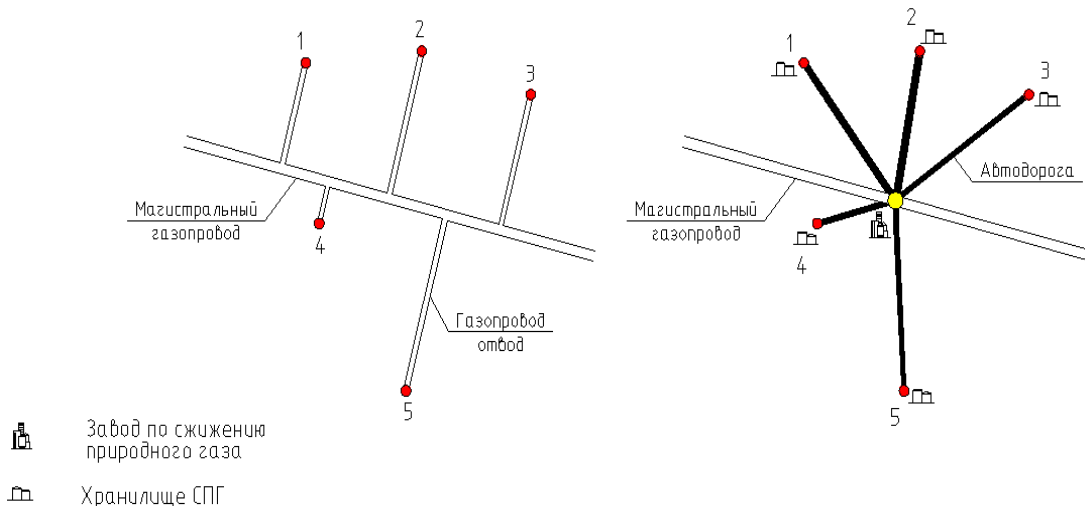 1
2
3
Магистральный
газопровод
4
Газопровод
отвод
5
2
1
3
Автодорога
Магистральный
газопровод
4
5
Завод по сжижению
природного газа
Хранилище СПГ